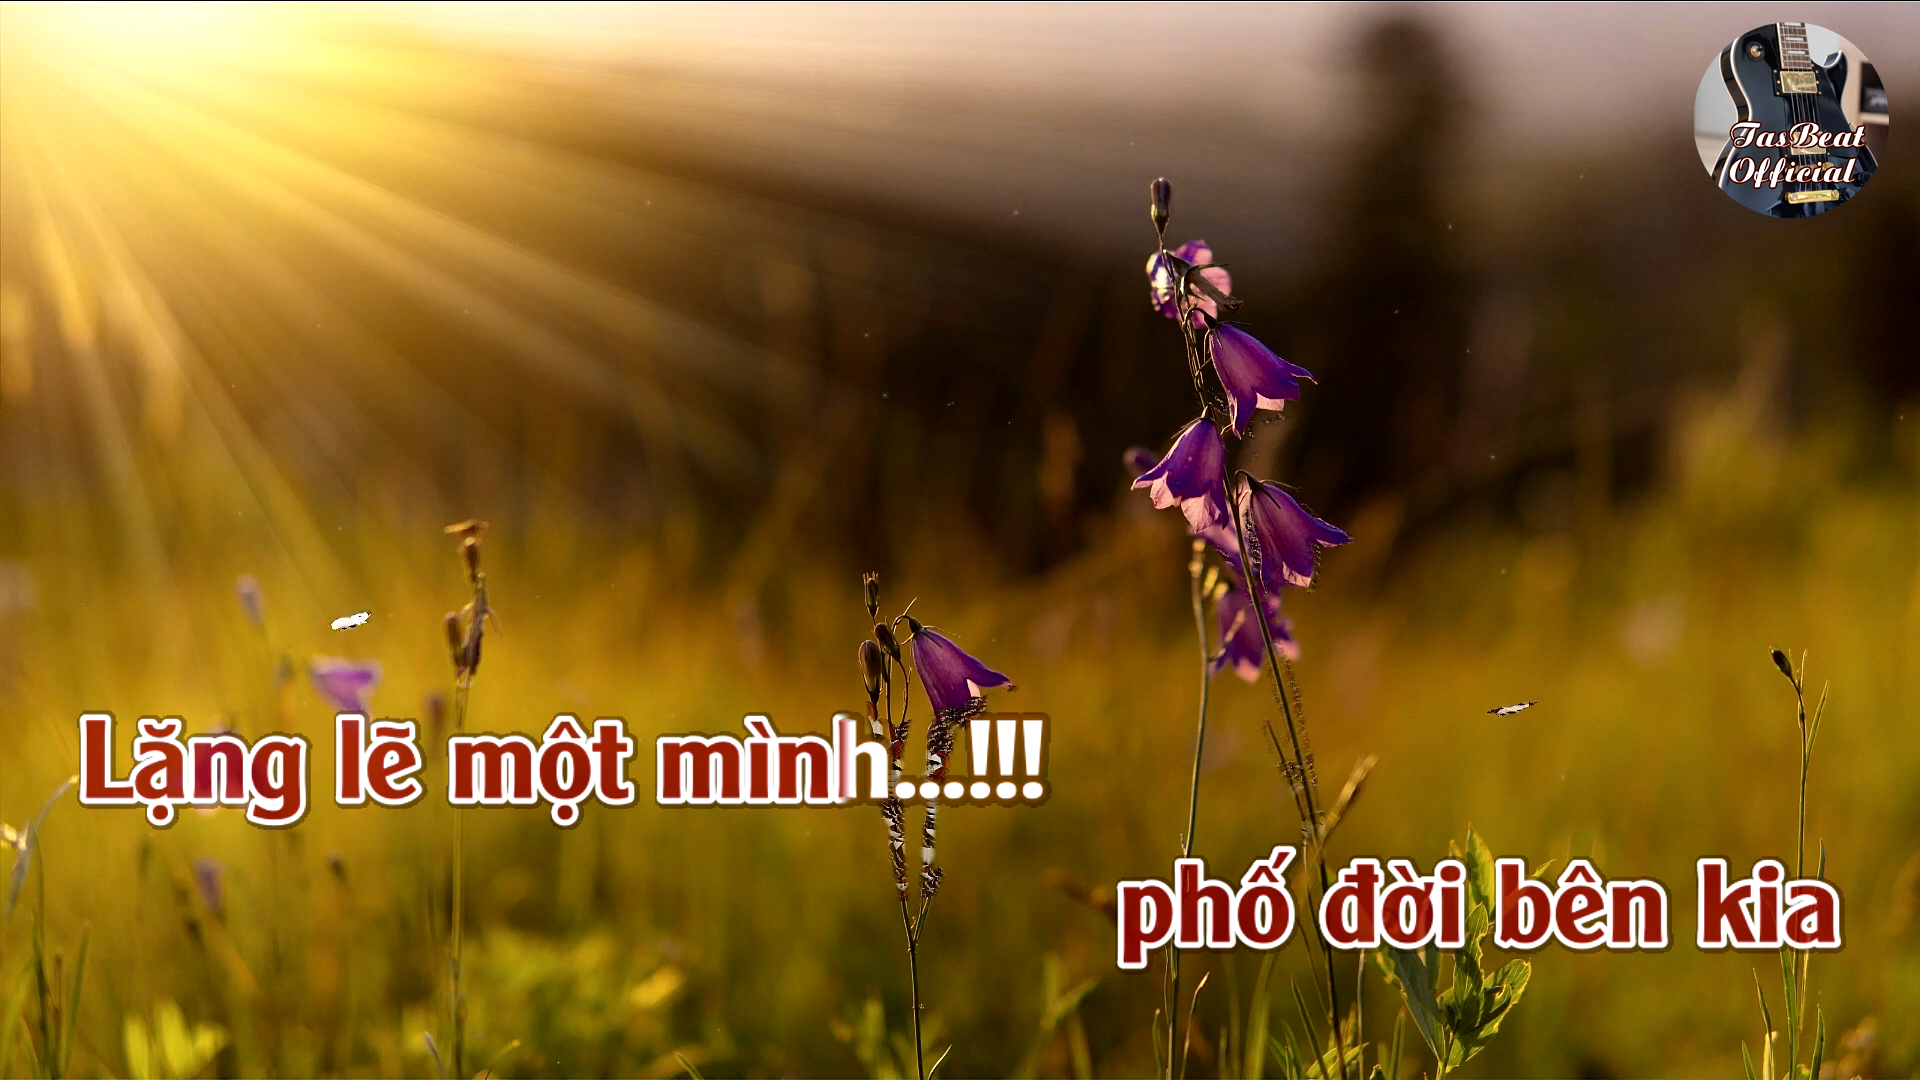 TasBeat
Official
Lặng lẽ một mình...!!!
phố đời bên kia